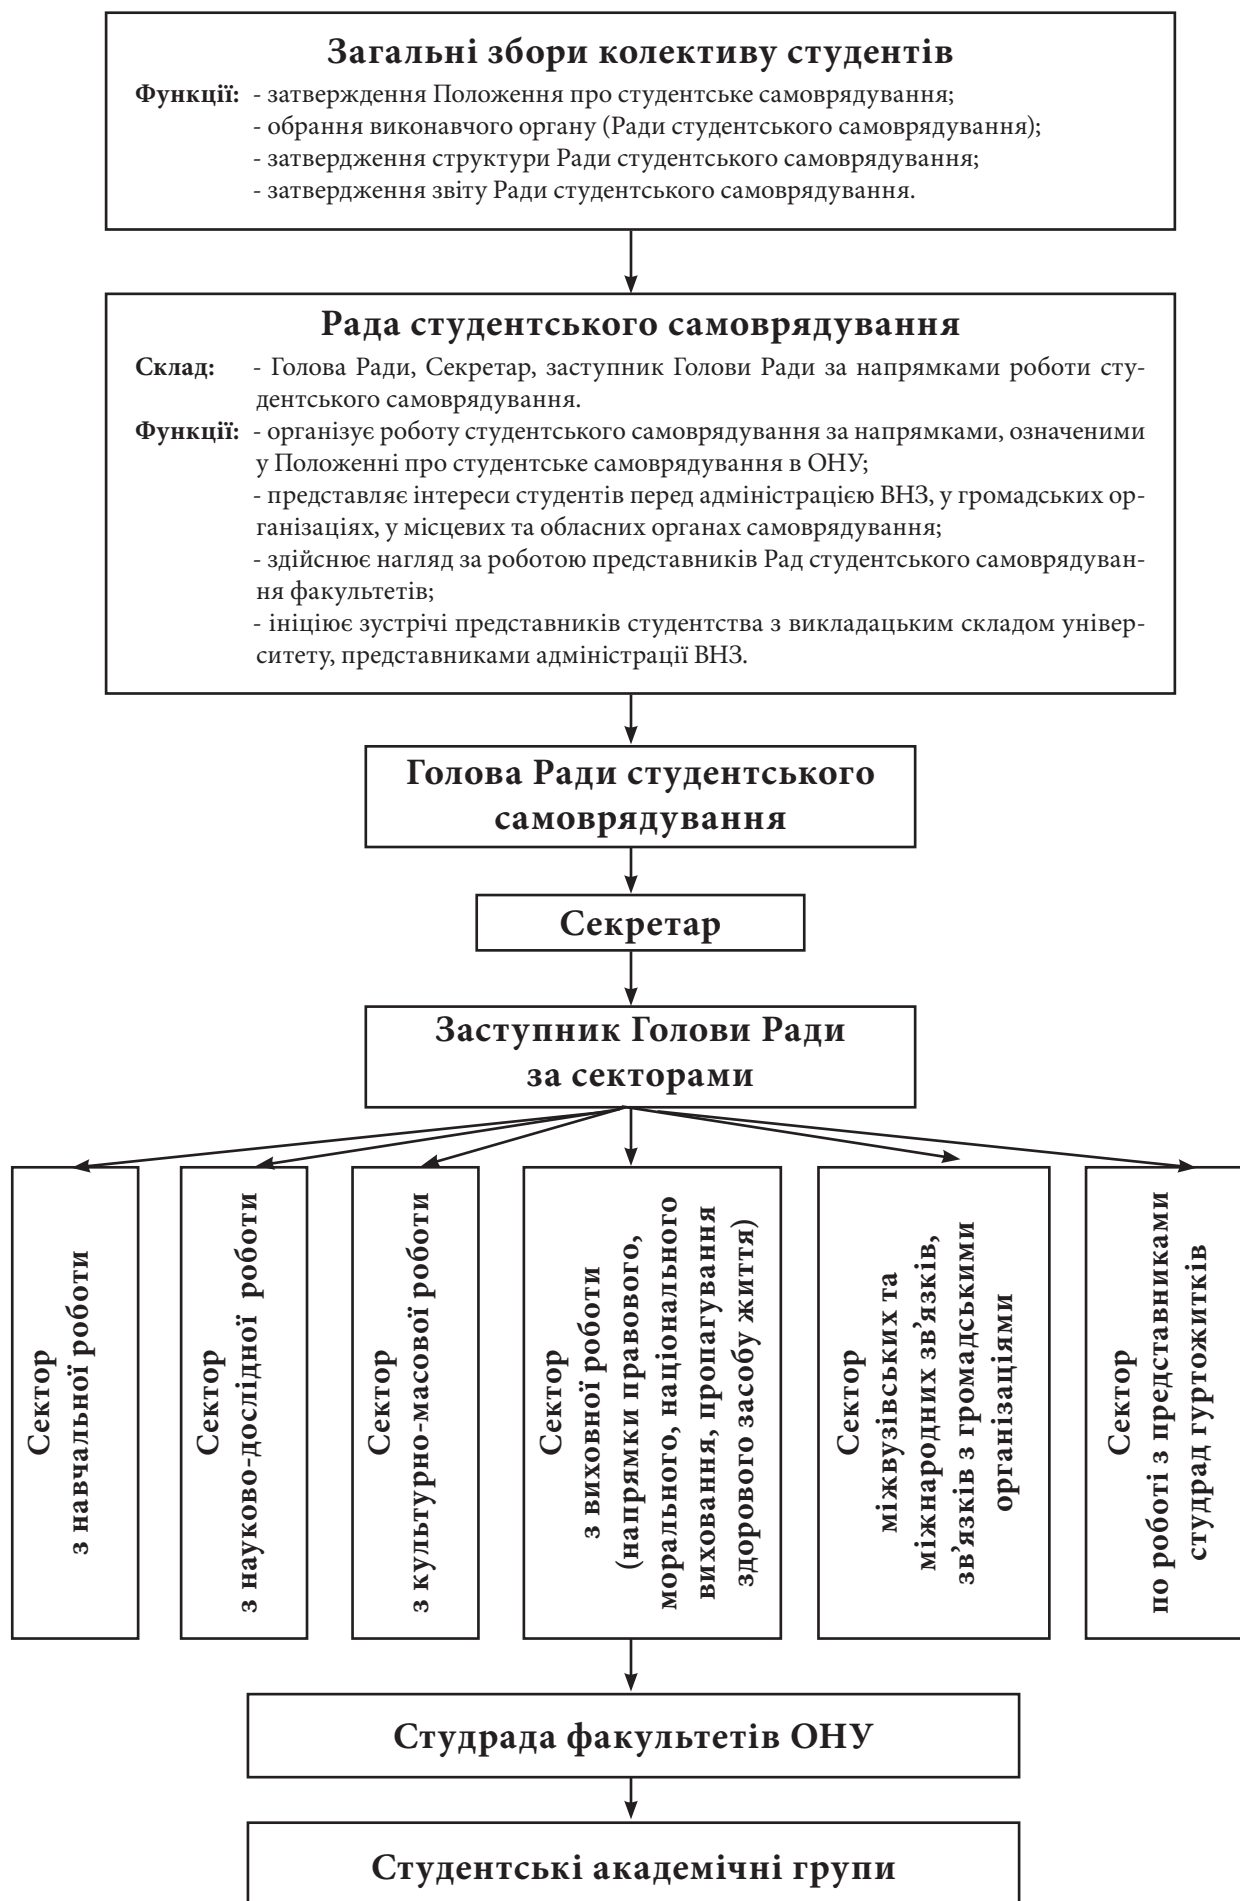 Загальні збори колективу студентів
Функції: - затверждення Положення про студентське самоврядування;
- обрання виконавчого органу (Ради студентського самоврядування);
- затвердження структури Ради студентського самоврядування;
- затвердження звіту Ради студентського самоврядування.
Рада студентського самоврядування
Склад: - Голова Ради, Секретар, заступник Голови Ради за напрямками роботи сту-
дентського самоврядування.
Функції: - організує роботу студентського самоврядування за напрямками, означеними
у Положенні про студентське самоврядування в ОНУ;
- представляє інтереси студентів перед адміністрацією ВНЗ, у громадських ор-
ганізаціях, у місцевих та обласних органах самоврядування;
- здійснює нагляд за роботою представників Рад студентського самоврядуван-
ня факультетів;
- ініціює зустрічі представників студентства з викладацьким складом універ-
ситету, представниками адміністрації ВНЗ.
Голова Ради студентського
самоврядування
Секретар
Заступник Голови Ради
за секторами
Сектор
з навчальної роботи
Сектор
з науково-дослідної роботи
Сектор
з культурно-масової роботи
Сектор
з виховної роботи
(напрямки правового,
морального, національного
виховання, пропагування
здорового засобу життя)
Сектор
міжвузівських та
міжнародних зв’язків,
зв’язків з громадськими
організаціями
Сектор
по роботі з представниками
студрад гуртожитків
Студрада факультетів ОНУ
Студентські академічні групи